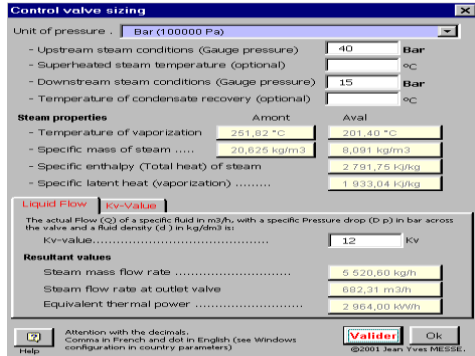 Control valve sizing
Unit of pressure . Bar (100000 Pa)
- Upstream steam conditions (Gauge pressure) 40 Bar
- Superheated steam temperature (optional) °C
- Downstream steam conditions (Gauge pressure) 15 Bar
- Temperature of condensate recovery (optional) °C
Steam properties Amont Aval
- Temperature of vaporization 251,82 °C 201,40 °C
- Specific mass of steam ..... 20,625 kg/m3 8,091 kg/m3
- Specific enthalpy (Total heat) of steam 2 791,75 Kj/kg
- Specific latent heat (vaporization) ......... 1 933,04 Kj/kg
Liquid Flow Kv-Value
The actual Flow (Q) of a specific fluid in m3/h, with a specific Pressure drop (D p) in bar across
the valve and a fluid density (d ) in kg/dm3 is:
Kv-value............................................. 12 Kv
Resultant values
Steam mass flow rate ............................. 5 520,60 kg/h
Steam flow rate at outlet valve 682,31 m3/h
Equivalent thermal power ......................... 2 964,00 kW/h
Help
Attention with the decimals.
Comma in French and dot in English (see Windows
configuration in country parameters)
Valider Ok
©2001 Jean Yves MESSE.